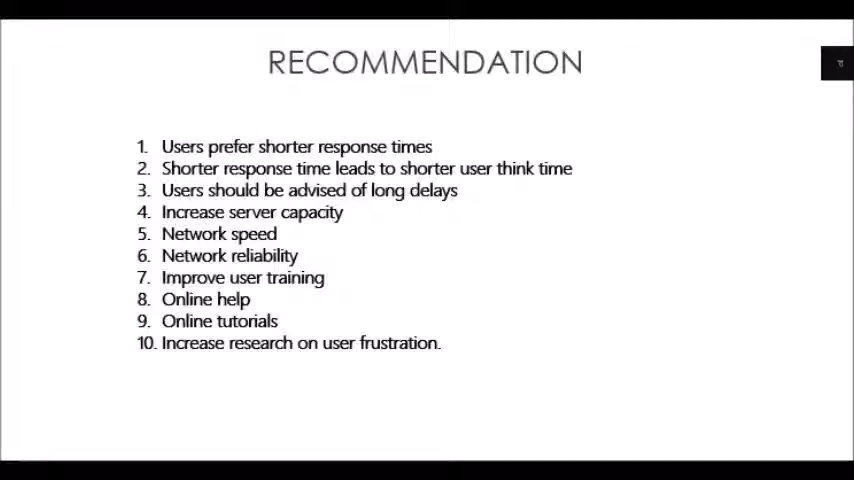 RECOMMENDATION
1. Users prefer shorter response times
2. Shorter response time leads to shorter user think time
3. Users should be advised of long delays
4. Increase server capacity
5. Network speed
6. Network reliability
7. Improve user training
8. Online help
9. Online tutorials
10. Increase research on user frustration.